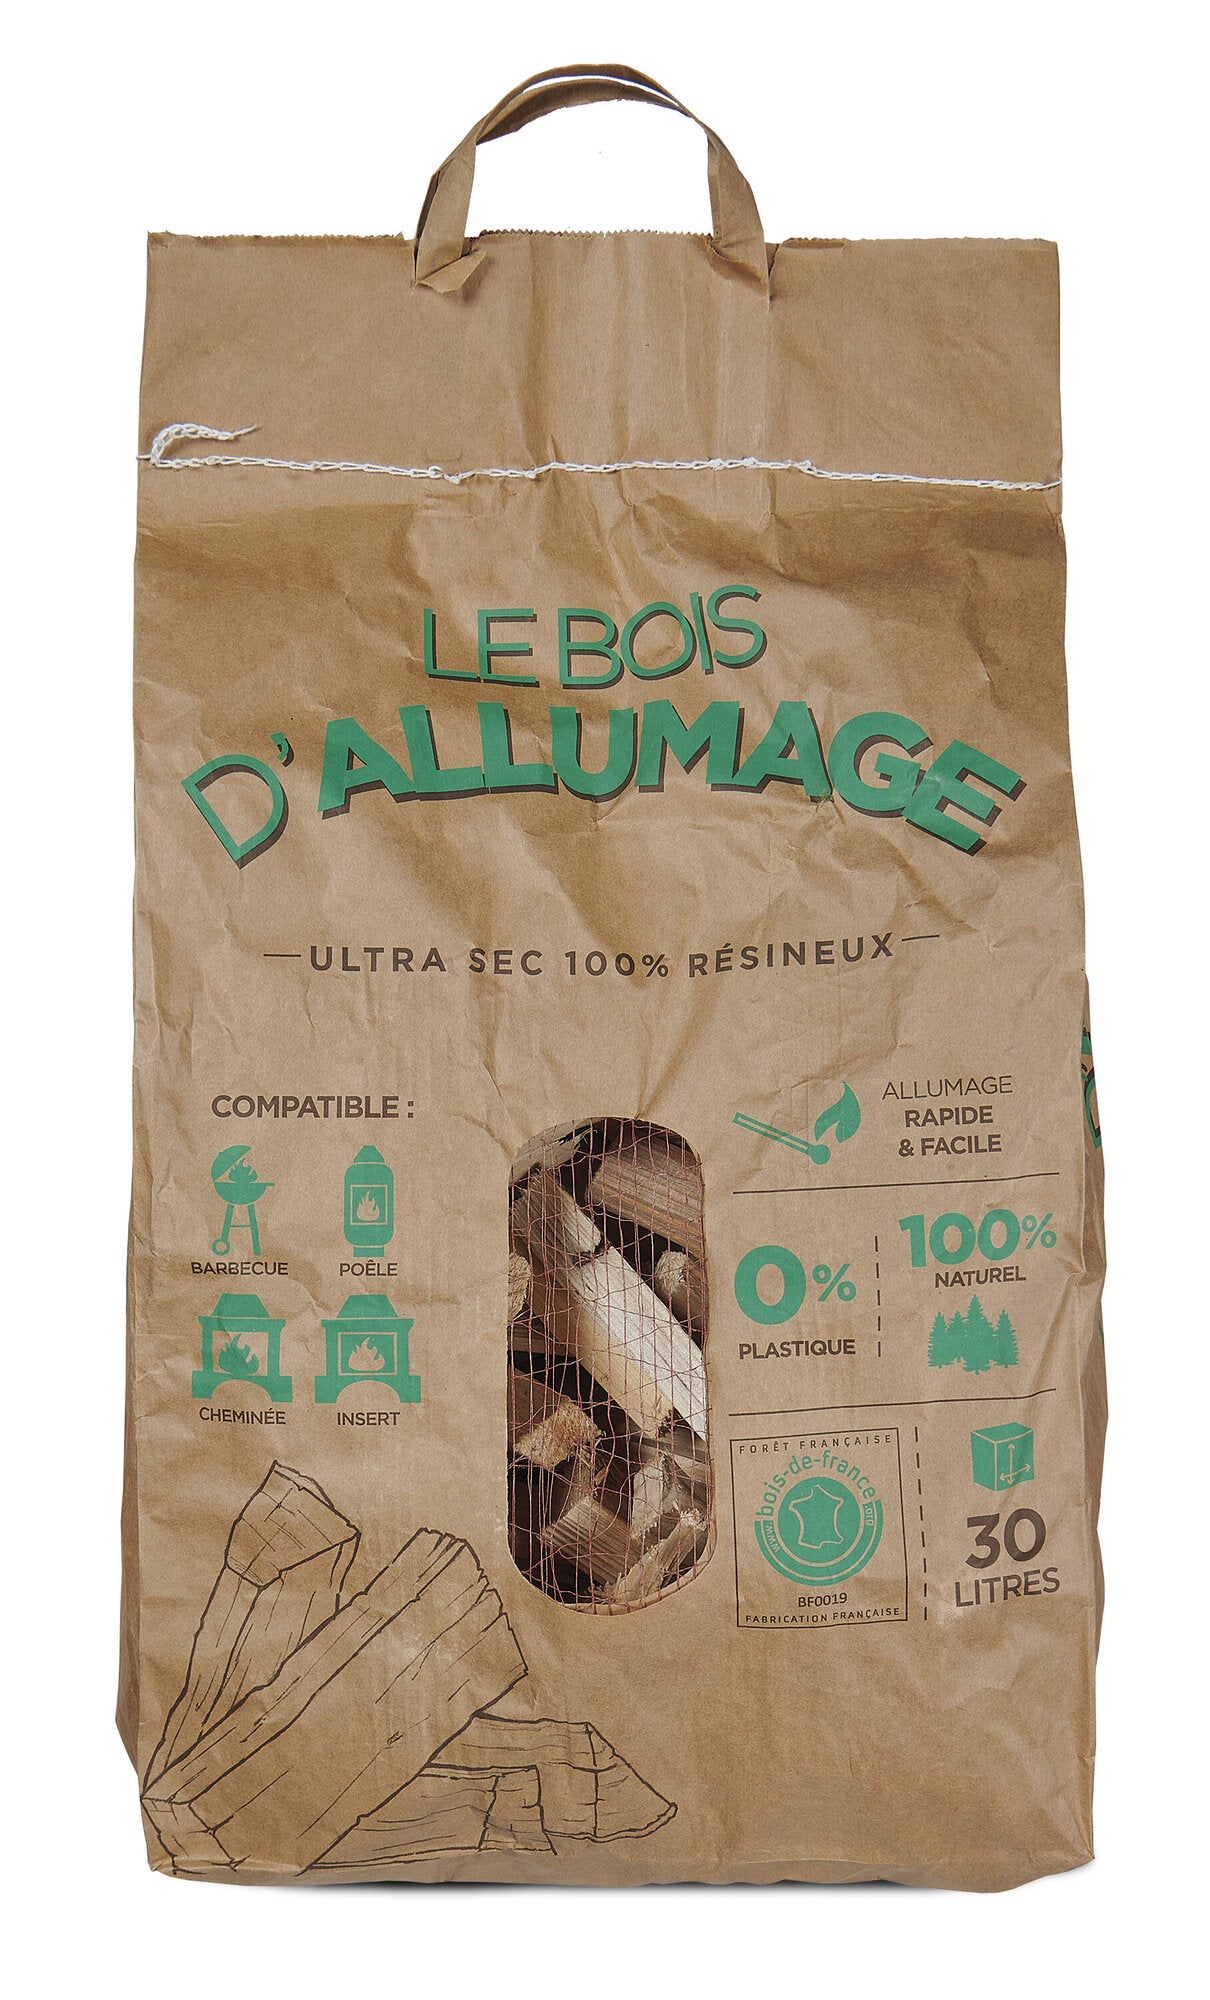 LE BOIS
D'ALLUMAGE
ULTRA SEC 100% RÉSINEUX
COMPATIBLE :
BARBECUE
POÊLE
CHEMINÉE
INSERT
ALLUMAGE
RAPIDE
& FACILE
0%
PLASTIQUE
100%
NATUREL
FORÊT FRANÇAISE
www.bois-de-france.org
BF0019
FABRICATION FRANÇAISE
30
LITRES